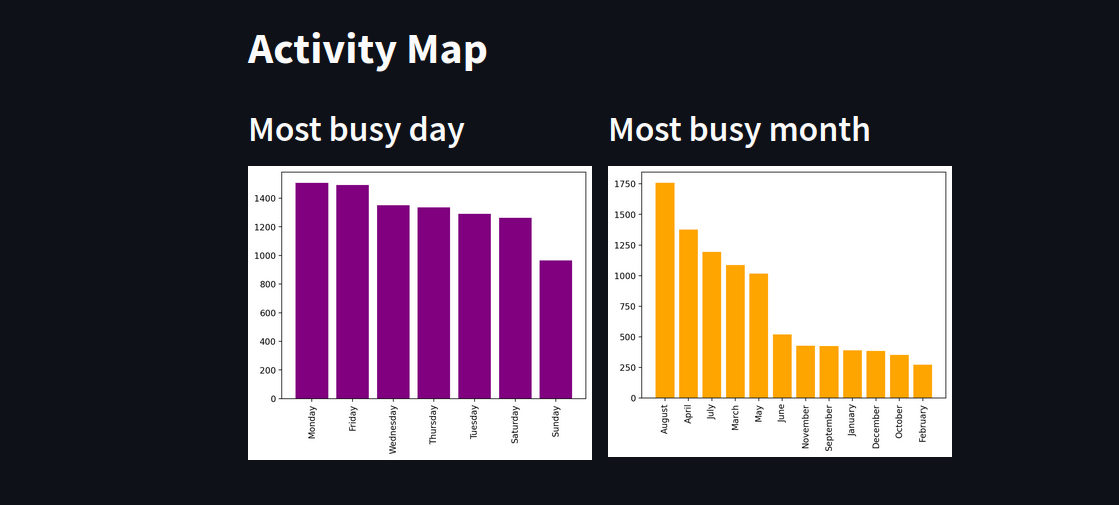 Activity Map
Most busy day
Most busy month
1400
1200
1000
800
600
400
200
0
Monday
Friday
Wednesday
Thursday
Tuesday
Saturday
Sunday
1750
1500
1250
1000
750
500
250
0
August
April
July
March
May
June
November
September
January
December
October
February